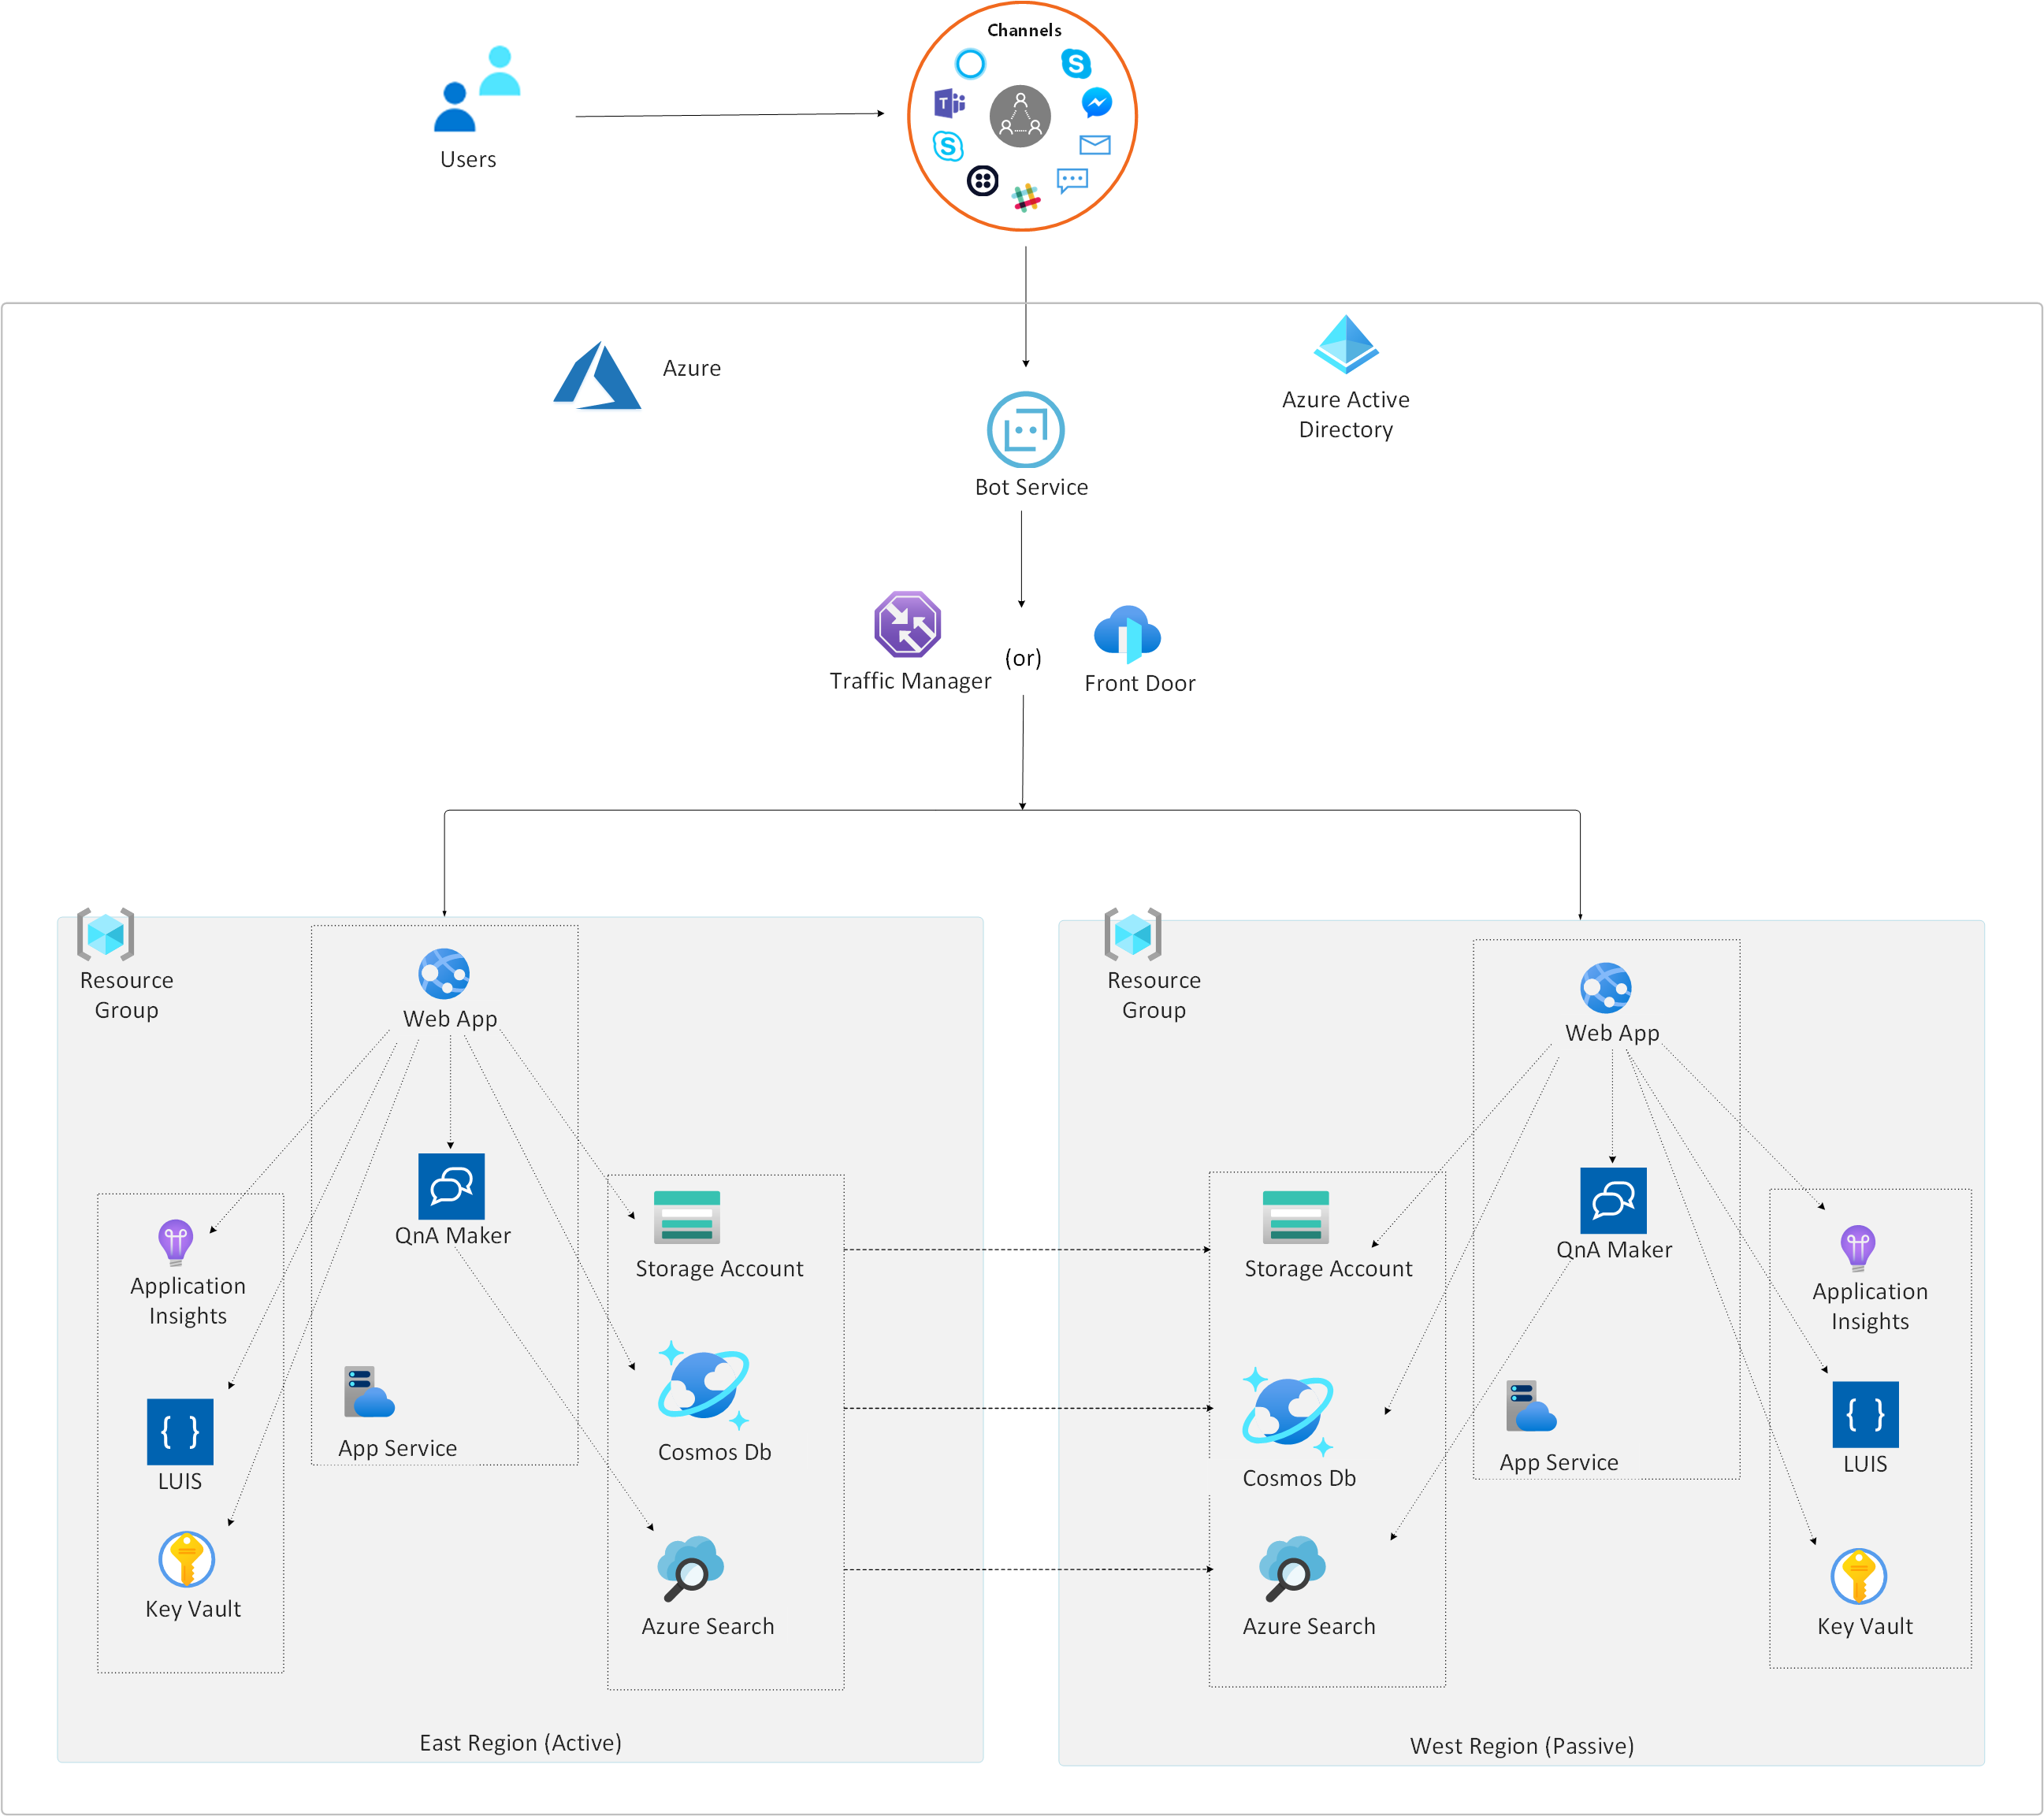 Channels
Users
Azure
Azure Active
Directory
Bot Service
Traffic Manager
(or)
Front Door
Resource
Group
Web App
QnA Maker
Application
Insights
Storage Account
LUIS
App Service
Cosmos Db
Key Vault
Azure Search
East Region (Active)
Resource
Group
Web App
QnA Maker
Storage Account
Application
Insights
Cosmos Db
App Service
LUIS
Azure Search
Key Vault
West Region (Passive)